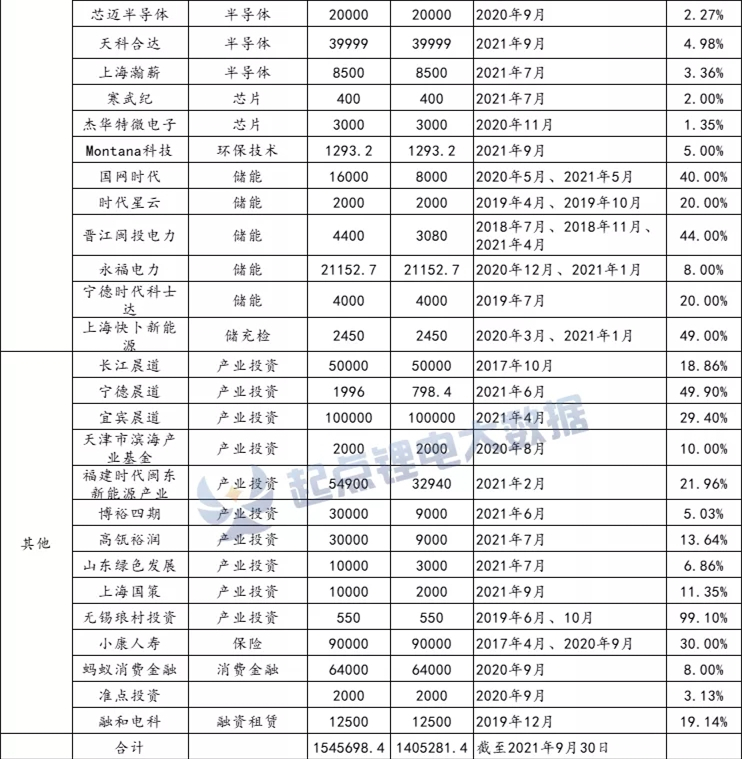 芯迈半导体 半导体 20000 20000 2020年9月 2.27%
天科合达 半导体 39999 39999 2021年9月 4.98%
上海瀚薪 半导体 8500 8500 2021年7月 3.36%
寒武纪 芯片 400 400 2021年7月 2.00%
杰华特微电子 芯片 3000 3000 2020年11月 1.35%
Montana科技 环保技术 1293.2 1293.2 2021年9月 5.00%
国网时代 储能 16000 8000 2020年5月、2021年5月 40.00%
时代星云 储能 2000 2000 2019年4月、2019年10月 20.00%
晋江闽投电力 储能 4400 3080 2018年7月、2018年11月、
2021年4月 44.00%
永福电力 储能 21152.7 21152.7 2020年12月、2021年1月 8.00%
宁德时代科士
达 储能 4000 4000 2019年7月 20.00%
上海快卜新能
源 储充检 2450 2450 2020年3月、2021年1月 49.00%
其他
长江晨道 产业投资 50000 50000 2017年10月 18.86%
宁德晨道 产业投资 1996 798.4 2021年6月 49.90%
宜宾晨道 产业投资 100000 100000 2021年4月 29.40%
天津市滨海产
业基金 产业投资 2000 2000 2020年8月 10.00%
福建时代闽东
新能源产业 产业投资 54900 32940 2021年2月 21.96%
博裕四期 产业投资 30000 9000 2021年6月 5.03%
高瓴裕润 产业投资 30000 9000 2021年7月 13.64%
山东绿色发展 产业投资 10000 3000 2021年7月 6.86%
上海国策 产业投资 10000 2000 2021年9月 11.35%
无锡琅村投资 产业投资 550 550 2019年6月、10月 99.10%
小康人寿 保险 90000 90000 2017年4月、2020年9月 30.00%
蚂蚁消费金融 消费金融 64000 64000 2020年9月 8.00%
准点投资 2000 2000 2020年9月 3.13%
融和电科 融资租赁 12500 12500 2019年12月 19.14%
合计 1545698.4 1405281.4 截至2021年9月30日
起点锂电大数据